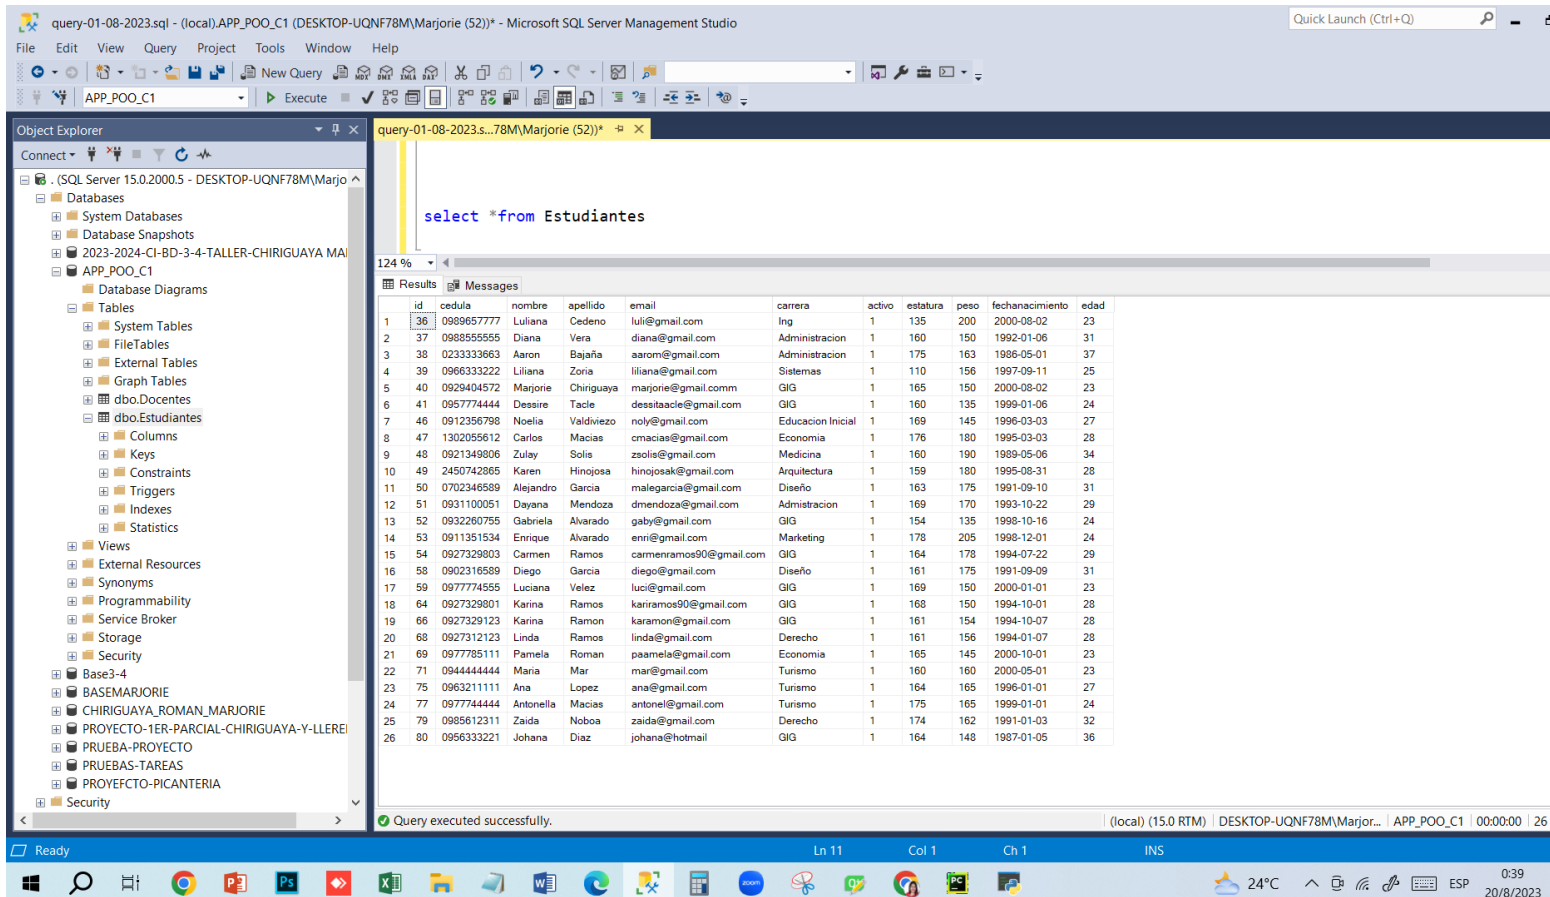 query-01-08-2023.sql - (local).APP_POO_C1 (DESKTOP-UQNF78M\Marjorie (52))* - Microsoft SQL Server Management Studio
Quick Launch (Ctrl+Q)
File Edit View Query Project Tools Window Help
New Query MDX DMX XMLA DAX
APP_POO_C1 Execute
Object Explorer
query-01-08-2023.s...78M\Marjorie (52))*
Connect
. (SQL Server 15.0.2000.5 - DESKTOP-UQNF78M\Marjo
Databases
System Databases
Database Snapshots
2023-2024-CI-BD-3-4-TALLER-CHIRIGUAYA MAI
APP_POO_C1
Database Diagrams
Tables
System Tables
FileTables
External Tables
Graph Tables
dbo.Docentes
dbo.Estudiantes
Columns
Keys
Constraints
Triggers
Indexes
Statistics
Views
External Resources
Synonyms
Programmability
Service Broker
Storage
Security
Base3-4
BASEMARJORIE
CHIRIGUAYA_ROMAN_MARJORIE
PROYECTO-1ER-PARCIAL-CHIRIGUAYA-Y-LLEREI
PRUEBA-PROYECTO
PRUEBAS-TAREAS
PROYEFCTO-PICANTERIA
Security
select *from Estudiantes
124 %
Results Messages
id cedula nombre apellido email carrera activo estatura peso fechanacimiento edad
1 36 0989657777 Luliana Cedeno luli@gmail.com Ing 1 135 200 2000-08-02 23
2 37 0988555555 Diana Vera diana@gmail.com Administracion 1 160 150 1992-01-06 31
3 38 0233333663 Aaron Bajaña aarom@gmail.com Administracion 1 175 163 1986-05-01 37
4 39 0966333222 Liliana Zoria liliana@gmail.com Sistemas 1 110 156 1997-09-11 25
5 40 0929404572 Marjorie Chiriguaya marjorie@gmail.comm GIG 1 165 150 2000-08-02 23
6 41 0957774444 Dessire Tacle dessitaacle@gmail.com GIG 1 160 135 1999-01-06 24
7 46 0912356798 Noelia Valdiviezo noly@gmail.com Educacion Inicial 1 169 145 1996-03-03 27
8 47 1302055612 Carlos Macias cmacias@gmail.com Economia 1 176 180 1995-03-03 28
9 48 0921349806 Zulay Solis zsolis@gmail.com Medicina 1 160 190 1989-05-06 34
10 49 2450742865 Karen Hinojosa hinojosak@gmail.com Arquitectura 1 159 180 1995-08-31 28
11 50 0702346589 Alejandro Garcia malegarcia@gmail.com Diseño 1 163 175 1991-09-10 31
12 51 0931100051 Dayana Mendoza dmendoza@gmail.com Admistracion 1 169 170 1993-10-22 29
13 52 0932260755 Gabriela Alvarado gaby@gmail.com GIG 1 154 135 1998-10-16 24
14 53 0911351534 Enrique Alvarado enri@gmail.com Marketing 1 178 205 1998-12-01 24
15 54 0927329803 Carmen Ramos carmenramos90@gmail.com GIG 1 164 178 1994-07-22 29
16 58 0902316589 Diego Garcia diego@gmail.com Diseño 1 161 175 1991-09-09 31
17 59 0977774555 Luciana Velez luci@gmail.com GIG 1 169 150 2000-01-01 23
18 64 0927329801 Karina Ramos kariramos90@gmail.com GIG 1 168 150 1994-10-01 28
19 66 0927329123 Karina Ramon karamon@gmail.com GIG 1 161 154 1994-10-07 28
20 68 0927312123 Linda Ramos linda@gmail.com Derecho 1 161 156 1994-01-07 28
21 69 0977785111 Pamela Roman paamela@gmail.com Economia 1 165 145 2000-10-01 23
22 71 0944444444 Maria Mar mar@gmail.com Turismo 1 160 160 2000-05-01 23
23 75 0963211111 Ana Lopez ana@gmail.com Turismo 1 164 165 1996-01-01 27
24 77 0977744444 Antonella Macias antonel@gmail.com Turismo 1 175 165 1999-01-01 24
25 79 0985612311 Zaida Noboa zaida@gmail.com Derecho 1 174 162 1991-01-03 32
26 80 0956333221 Johana Diaz johana@hotmail GIG 1 164 148 1987-01-05 36
Query executed successfully.
(local) (15.0 RTM) DESKTOP-UQNF78M\Marjor... APP_POO_C1 00:00:00 26
Ready Ln 11 Col 1 Ch 1 INS
Ps zoom PC 24°C ESP 0:39
20/8/2023